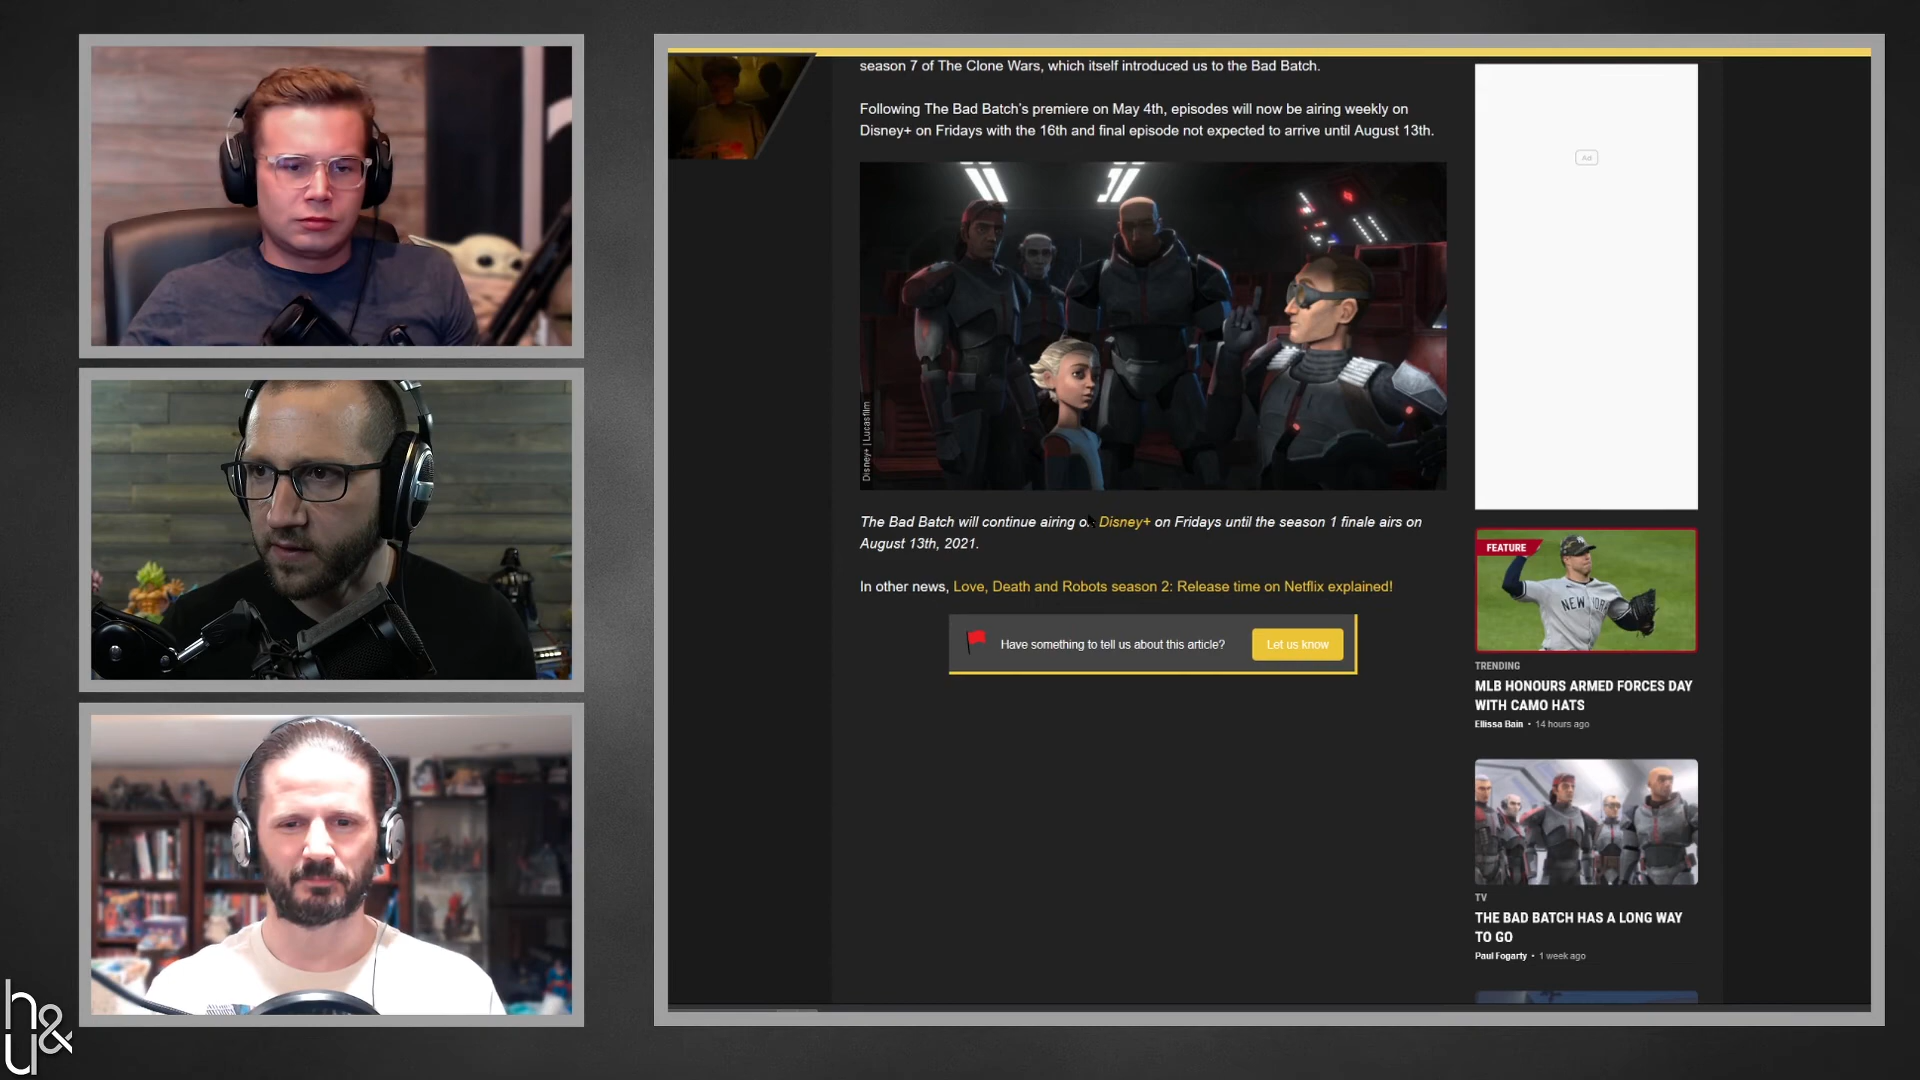 season 7 of The Clone Wars, which itself introduced us to the Bad Batch.
Following The Bad Batch's premiere on May 4th, episodes will now be airing weekly on
Disney+ on Fridays with the 16th and final episode not expected to arrive until August 13th.
Disney+ | Lucasfilm
The Bad Batch will continue airing on Disney+ on Fridays until the season 1 finale airs on
August 13th, 2021.
In other news, Love, Death and Robots season 2: Release time on Netflix explained!
Have something to tell us about this article?
Let us know
Ad
FEATURE
NEW YORK
TRENDING
MLB HONOURS ARMED FORCES DAY
WITH CAMO HATS
Ellissa Bain • 14 hours ago
TV
THE BAD BATCH HAS A LONG WAY
TO GO
Paul Fogarty • 1 week ago
h&u